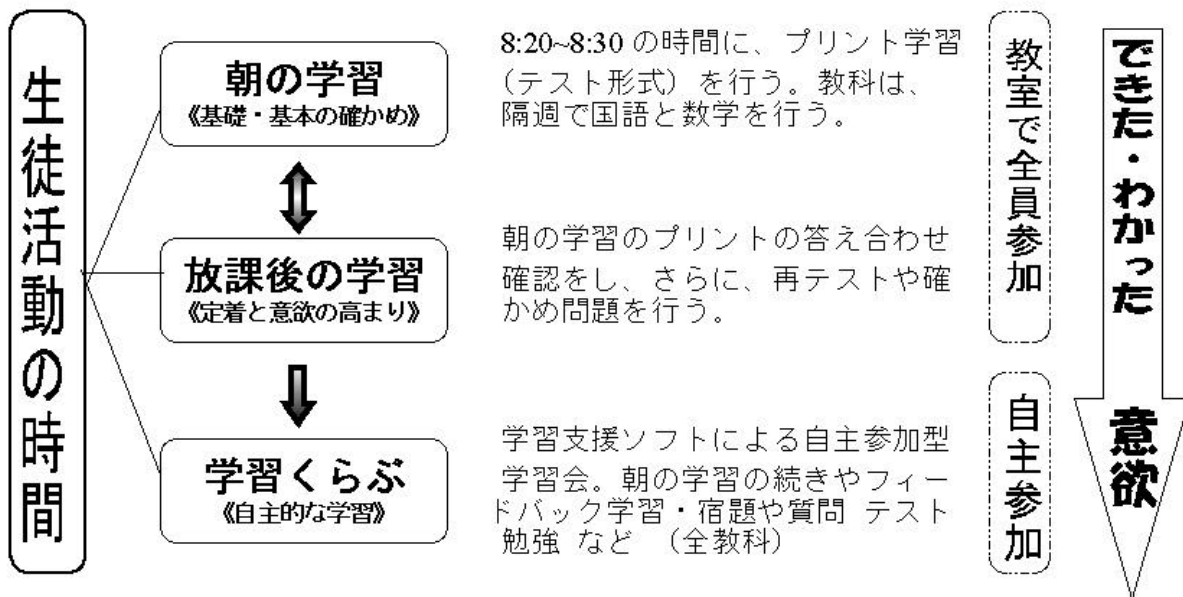 生徒活動の時間
朝の学習
《基礎・基本の確かめ》
8:20~8:30 の時間に、プリント学習
(テスト形式) を行う。教科は、
隔週で国語と数学を行う。
放課後の学習
《定着と意欲の高まり》
朝の学習のプリントの答え合わせ
確認をし、さらに、再テストや確
かめ問題を行う。
学習くらぶ
《自主的な学習》
学習支援ソフトによる自主参加型
学習会。朝の学習の続きやフィー
ドバック学習・宿題や質問 テスト
勉強 など (全教科)
教室で全員参加
自主参加
できた・わかった 意欲